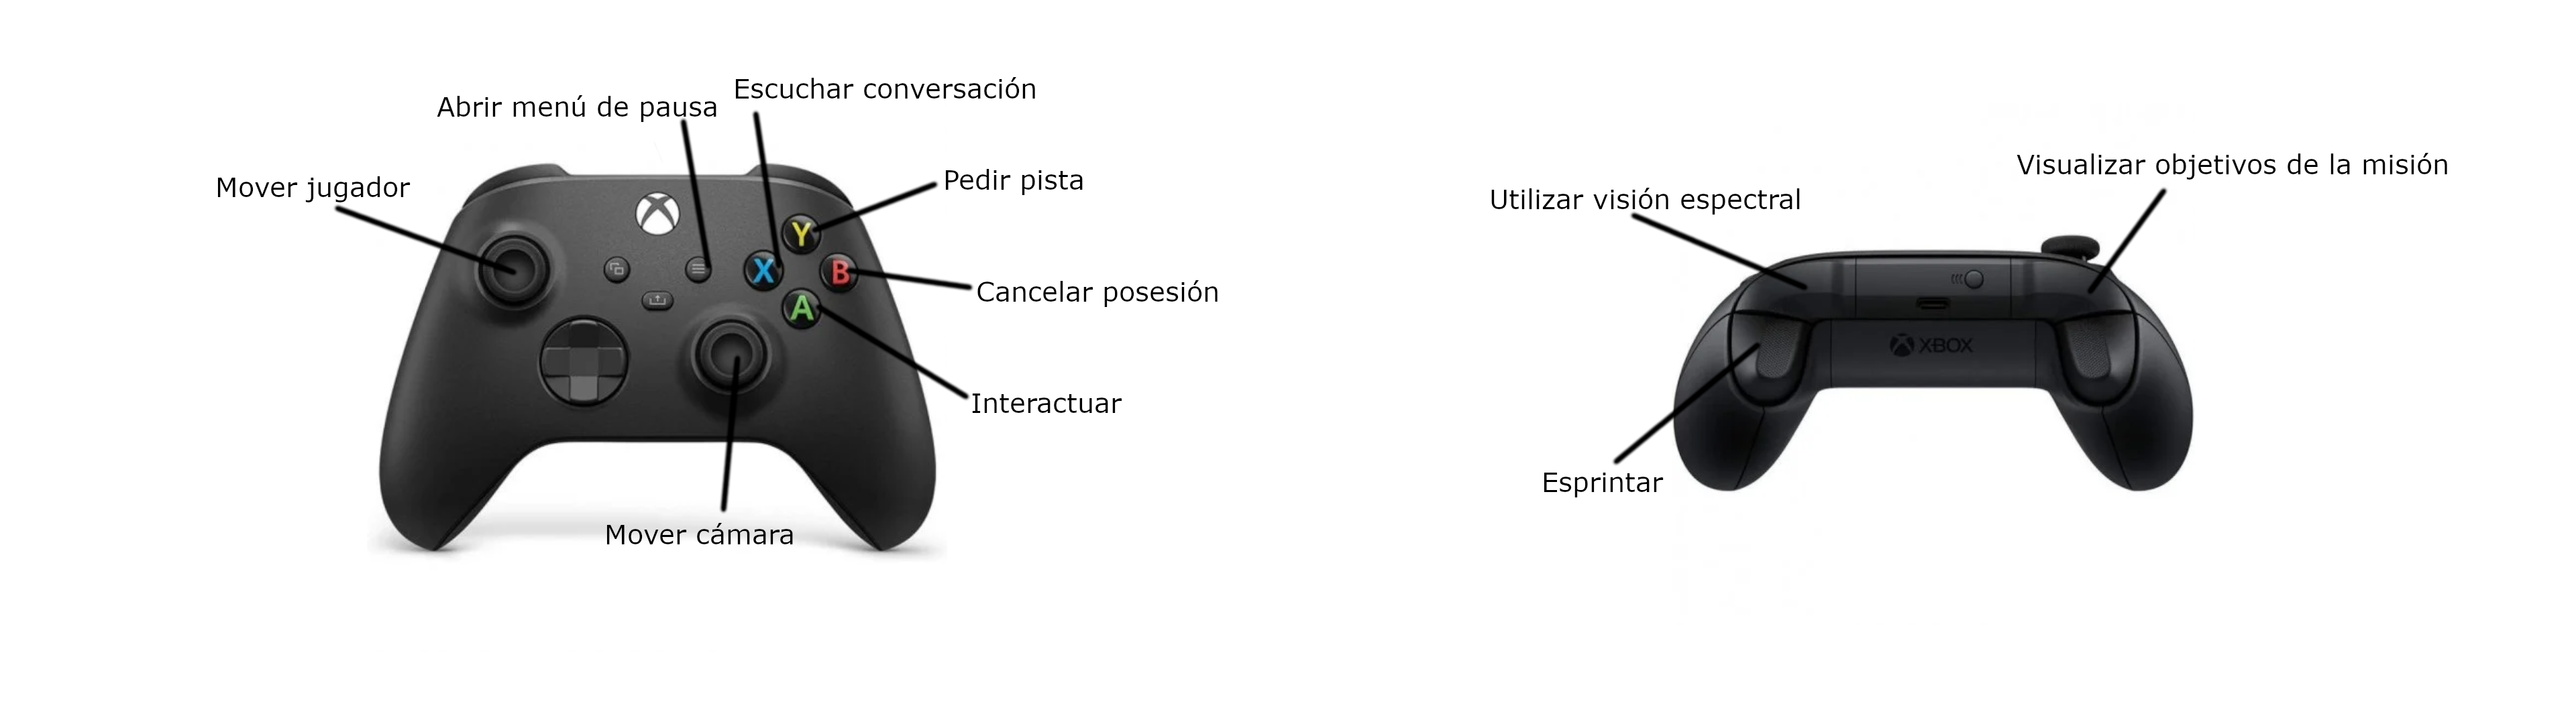 Escuchar conversación
Abrir menú de pausa
Pedir pista
Mover jugador
Y
X
B
A
Cancelar posesión
Interactuar
Mover cámara
Visualizar objetivos de la misión
Utilizar visión espectral
XBOX
Esprintar